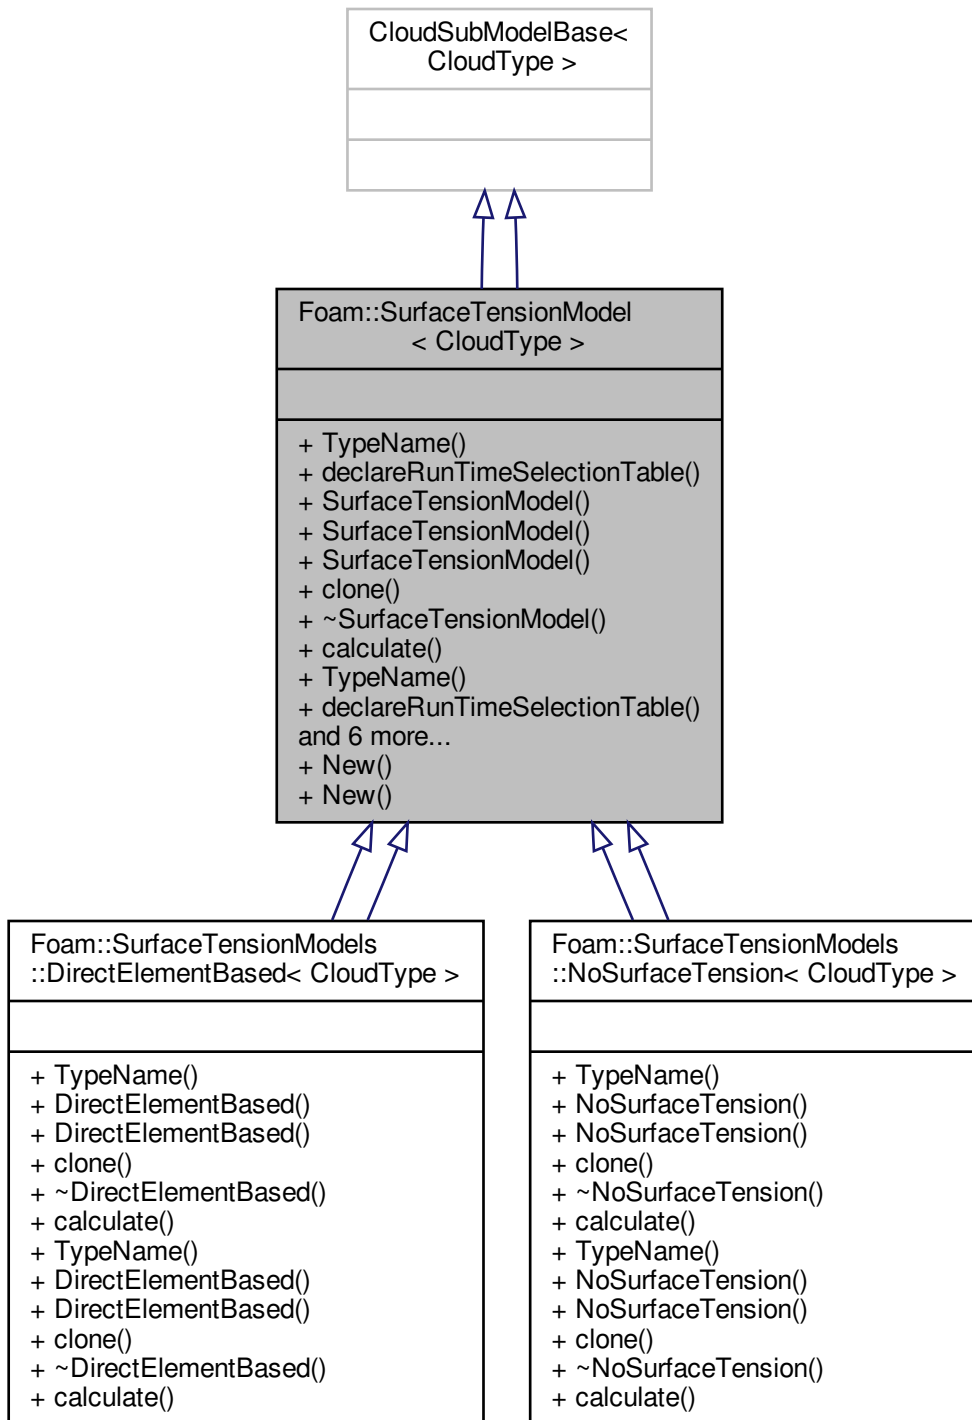 CloudSubModelBase<
CloudType >
Foam::SurfaceTensionModel
< CloudType >
+ TypeName()
+ declareRunTimeSelectionTable()
+ SurfaceTensionModel()
+ SurfaceTensionModel()
+ SurfaceTensionModel()
+ clone()
+ ~SurfaceTensionModel()
+ calculate()
+ TypeName()
+ declareRunTimeSelectionTable()
and 6 more...
+ New()
+ New()
Foam::SurfaceTensionModels
::DirectElementBased< CloudType >
+ TypeName()
+ DirectElementBased()
+ DirectElementBased()
+ clone()
+ ~DirectElementBased()
+ calculate()
+ TypeName()
+ DirectElementBased()
+ DirectElementBased()
+ clone()
+ ~DirectElementBased()
+ calculate()
Foam::SurfaceTensionModels
::NoSurfaceTension< CloudType >
+ TypeName()
+ NoSurfaceTension()
+ NoSurfaceTension()
+ clone()
+ ~NoSurfaceTension()
+ calculate()
+ TypeName()
+ NoSurfaceTension()
+ NoSurfaceTension()
+ clone()
+ ~NoSurfaceTension()
+ calculate()